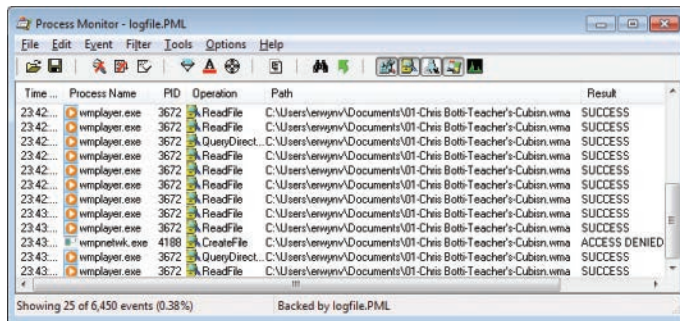 Process Monitor - logfile.PML
File Edit Event Filter Tools Options Help
Time ... Process Name PID Operation Path Result
23:42:... wmplayer.exe 3672 ReadFile C:\Users\erwynv\Documents\01-Chris Botti-Teacher's-Cubisn.wma SUCCESS
23:42:... wmplayer.exe 3672 ReadFile C:\Users\erwynv\Documents\01-Chris Botti-Teacher's-Cubisn.wma SUCCESS
23:42:... wmplayer.exe 3672 QueryDirect... C:\Users\erwynv\Documents\01-Chris Botti-Teacher's-Cubisn.wma SUCCESS
23:42:... wmplayer.exe 3672 ReadFile C:\Users\erwynv\Documents\01-Chris Botti-Teacher's-Cubisn.wma SUCCESS
23:42:... wmplayer.exe 3672 ReadFile C:\Users\erwynv\Documents\01-Chris Botti-Teacher's-Cubisn.wma SUCCESS
23:42:... wmplayer.exe 3672 ReadFile C:\Users\erwynv\Documents\01-Chris Botti-Teacher's-Cubisn.wma SUCCESS
23:42:... wmplayer.exe 3672 ReadFile C:\Users\erwynv\Documents\01-Chris Botti-Teacher's-Cubisn.wma SUCCESS
23:43:... wmplayer.exe 3672 ReadFile C:\Users\erwynv\Documents\01-Chris Botti-Teacher's-Cubisn.wma SUCCESS
23:43:... wmplayer.exe 3672 ReadFile C:\Users\erwynv\Documents\01-Chris Botti-Teacher's-Cubisn.wma SUCCESS
23:43:... wmpnetwk.exe 4188 CreateFile C:\Users\erwynv\Documents\01-Chris Botti-Teacher's-Cubisn.wma ACCESS DENIED
23:43:... wmplayer.exe 3672 QueryDirect... C:\Users\erwynv\Documents\01-Chris Botti-Teacher's-Cubisn.wma SUCCESS
23:43:... wmplayer.exe 3672 ReadFile C:\Users\erwynv\Documents\01-Chris Botti-Teacher's-Cubisn.wma SUCCESS
Showing 25 of 6,450 events (0.38%) Backed by logfile.PML